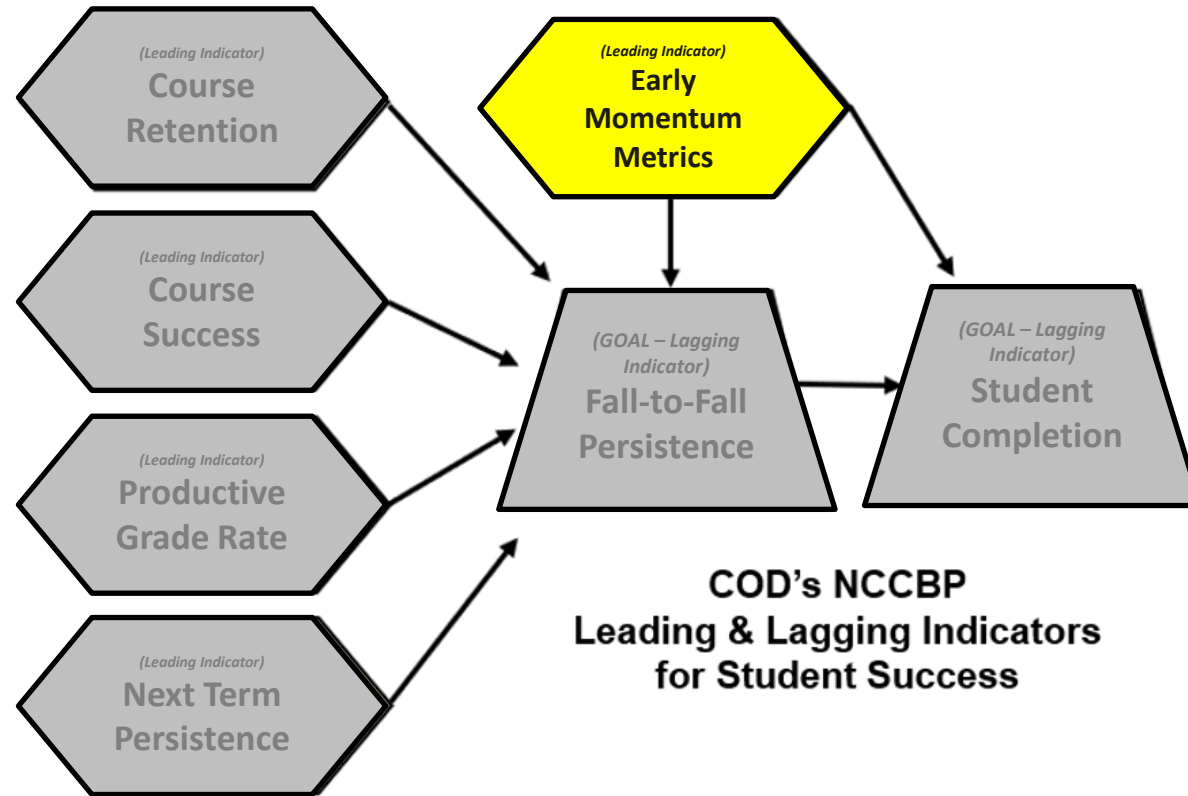 (Leading Indicator)
Course
Retention
(Leading Indicator)
Early
Momentum
Metrics
(Leading Indicator)
Course
Success
(GOAL – Lagging
Indicator)
Fall-to-Fall
Persistence
(GOAL – Lagging
Indicator)
Student
Completion
(Leading Indicator)
Productive
Grade Rate
(Leading Indicator)
Next Term
Persistence
COD's NCCBP
Leading & Lagging Indicators
for Student Success